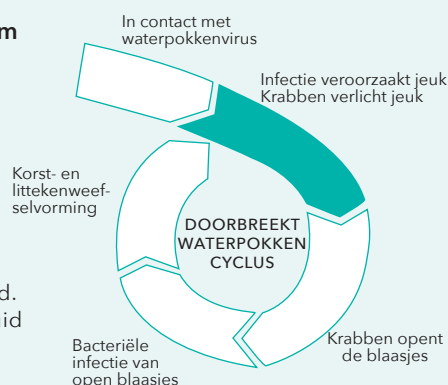 m
In contact met
waterpokkenvirus
Infectie veroorzaakt jeuk
Krabben verlicht jeuk
Korst- en
littekenweef-
selvorming
DOORBREEKT
WATERPOKKEN
CYCLUS
d.
id
Krabben opent
de blaasjes
Bacteriële
infectie van
open blaasjes